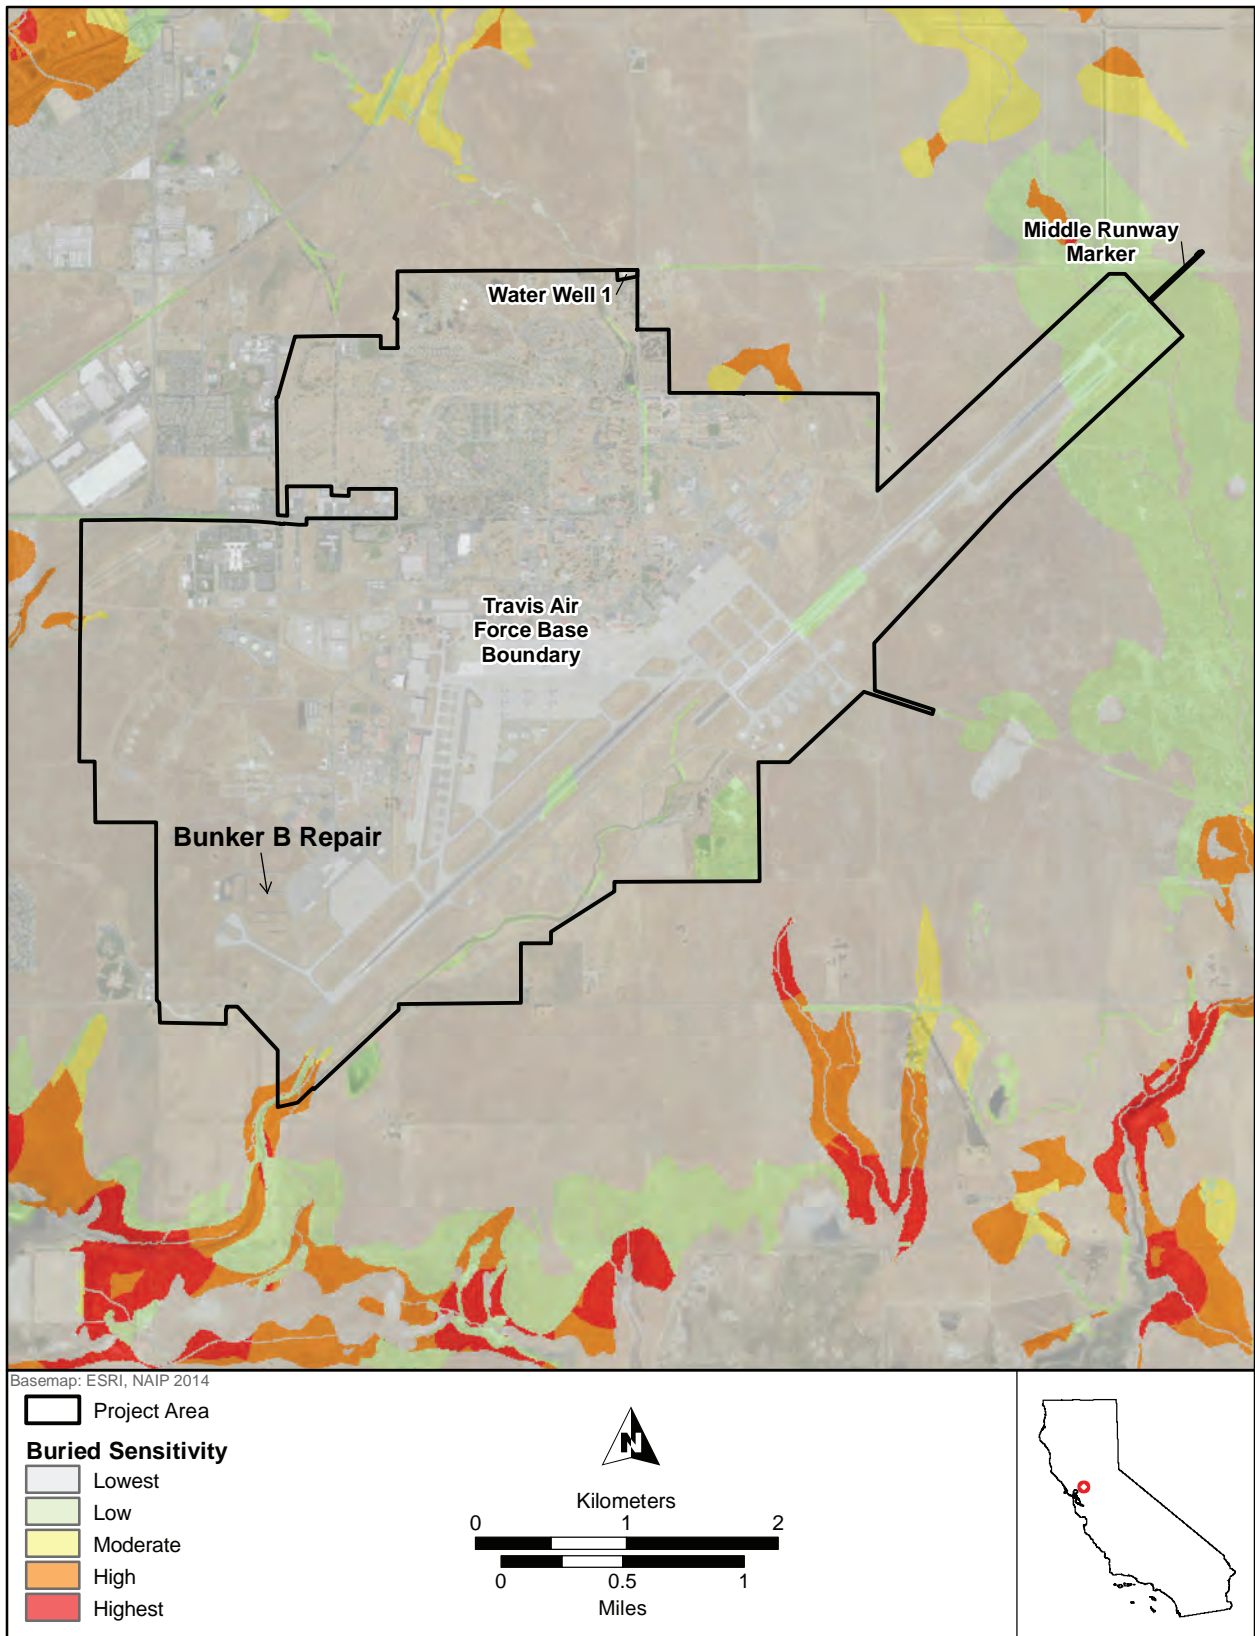 Middle Runway
Marker
Water Well 1
Travis Air
Force Base
Boundary
Bunker B Repair
Basemap: ESRI, NAIP 2014
Project Area
Buried Sensitivity
Lowest
Low
Moderate
High
Highest
N
Kilometers
0 1 2
0 0.5 1
Miles